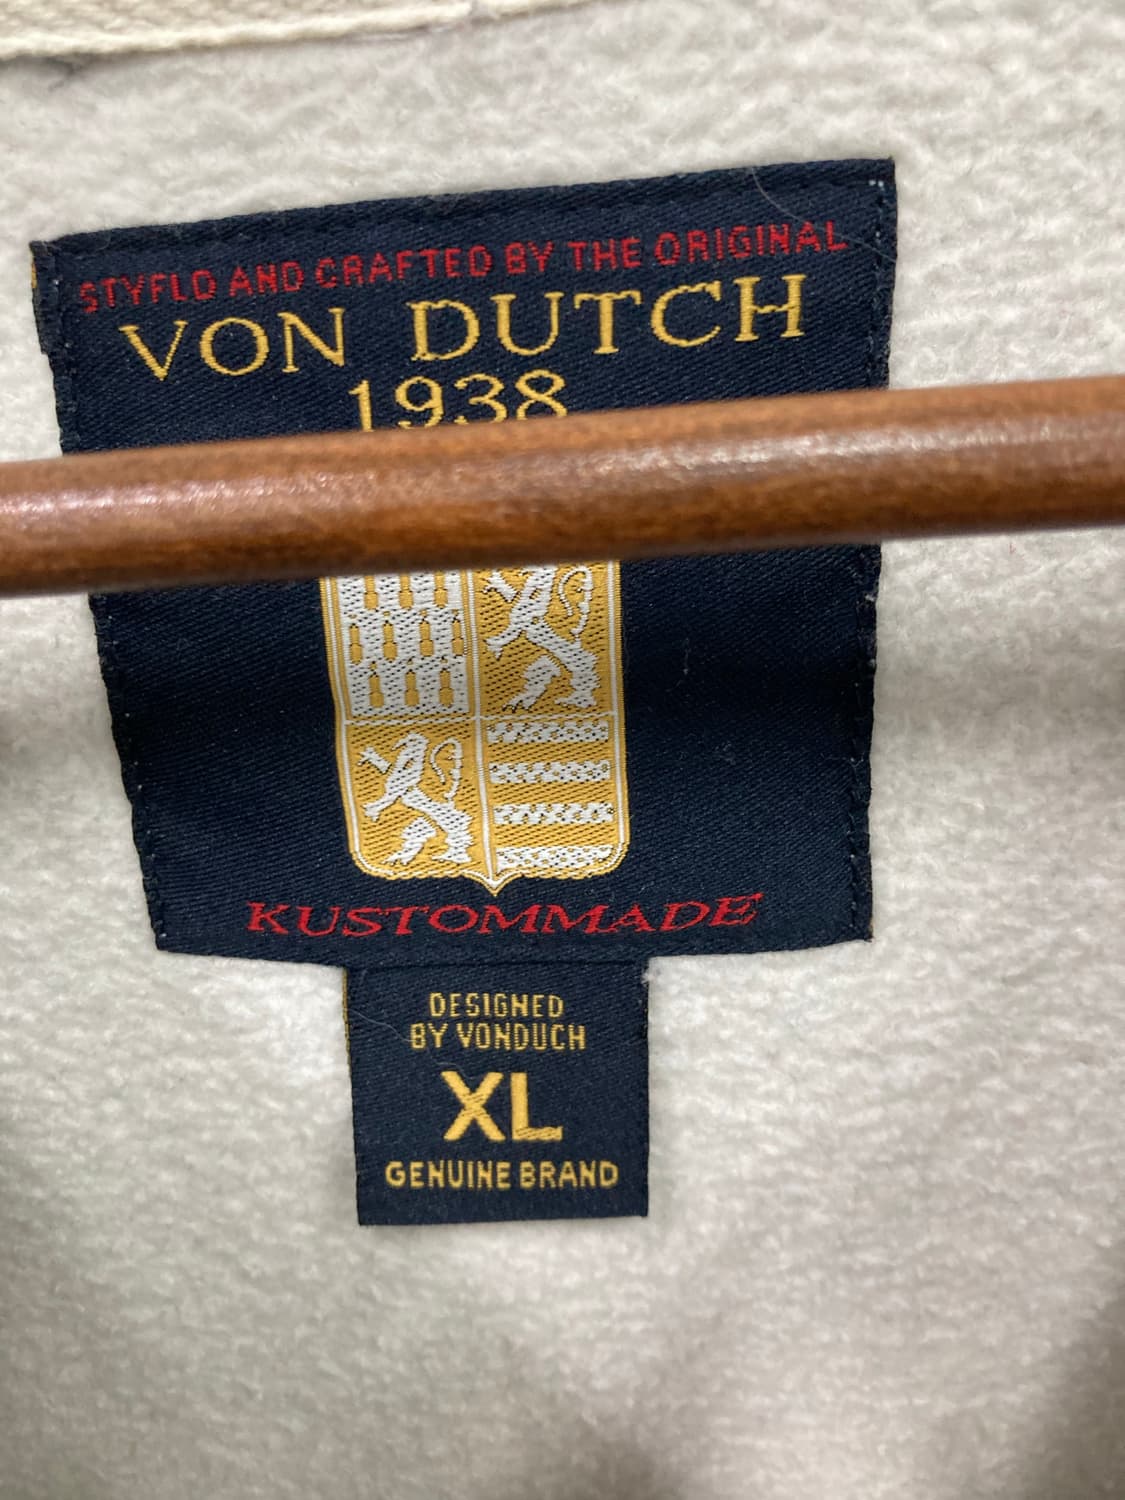 STYFLD AND CRAFTED BY THE ORIGINAL
VON DUTCH
1938
KUSTOMMADE
DESIGNED
BY VONDUCH
XL
GENUINE BRAND